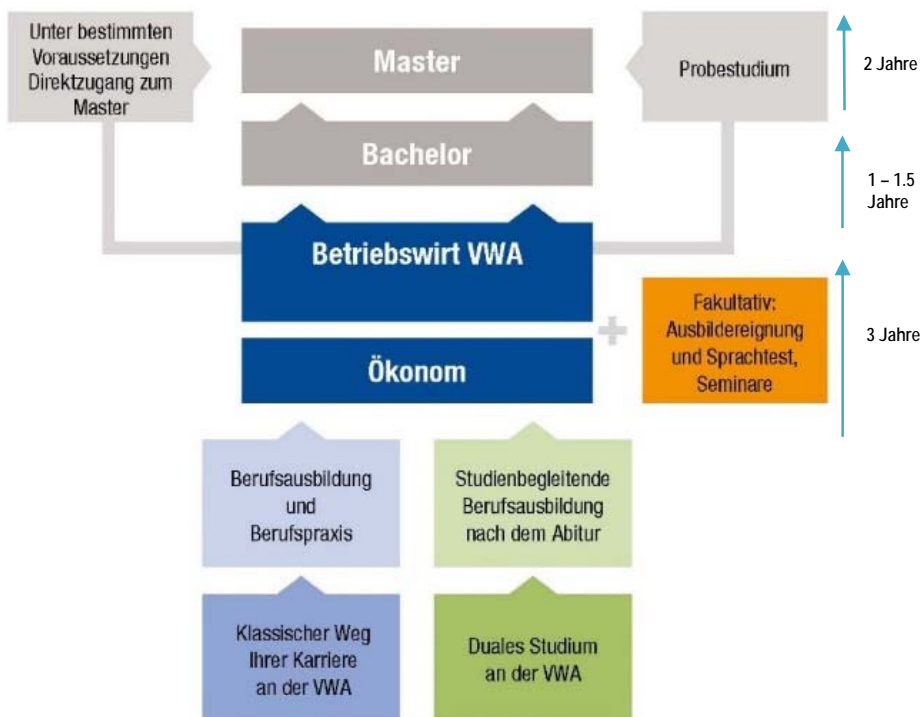 Unter bestimmten
Voraussetzungen
Direktzugang zum
Master
Master
Probestudium
2 Jahre
Bachelor
1 – 1.5
Jahre
Betriebswirt VWA
Fakultativ:
Ausbildereignung
und Sprachtest,
Seminare
3 Jahre
Ökonom
Berufsausbildung
und
Berufspraxis
Studienbegleitende
Berufsausbildung
nach dem Abitur
Klassischer Weg
Ihrer Karriere
an der VWA
Duales Studium
an der VWA